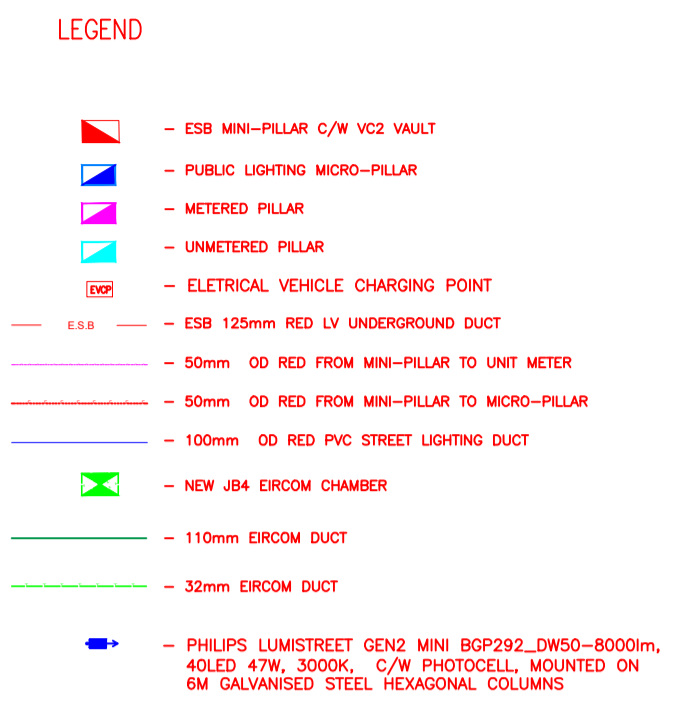 LEGEND
– ESB MINI–PILLAR C/W VC2 VAULT
– PUBLIC LIGHTING MICRO–PILLAR
– METERED PILLAR
– UNMETERED PILLAR
EVCP – ELETRICAL VEHICLE CHARGING POINT
E.S.B – ESB 125mm RED LV UNDERGROUND DUCT
– 50mm OD RED FROM MINI–PILLAR TO UNIT METER
– 50mm OD RED FROM MINI–PILLAR TO MICRO–PILLAR
– 100mm OD RED PVC STREET LIGHTING DUCT
– NEW JB4 EIRCOM CHAMBER
– 110mm EIRCOM DUCT
– 32mm EIRCOM DUCT
– PHILIPS LUMISTREET GEN2 MINI BGP292_DW50–8000lm,
40LED 47W, 3000K, C/W PHOTOCELL, MOUNTED ON
6M GALVANISED STEEL HEXAGONAL COLUMNS